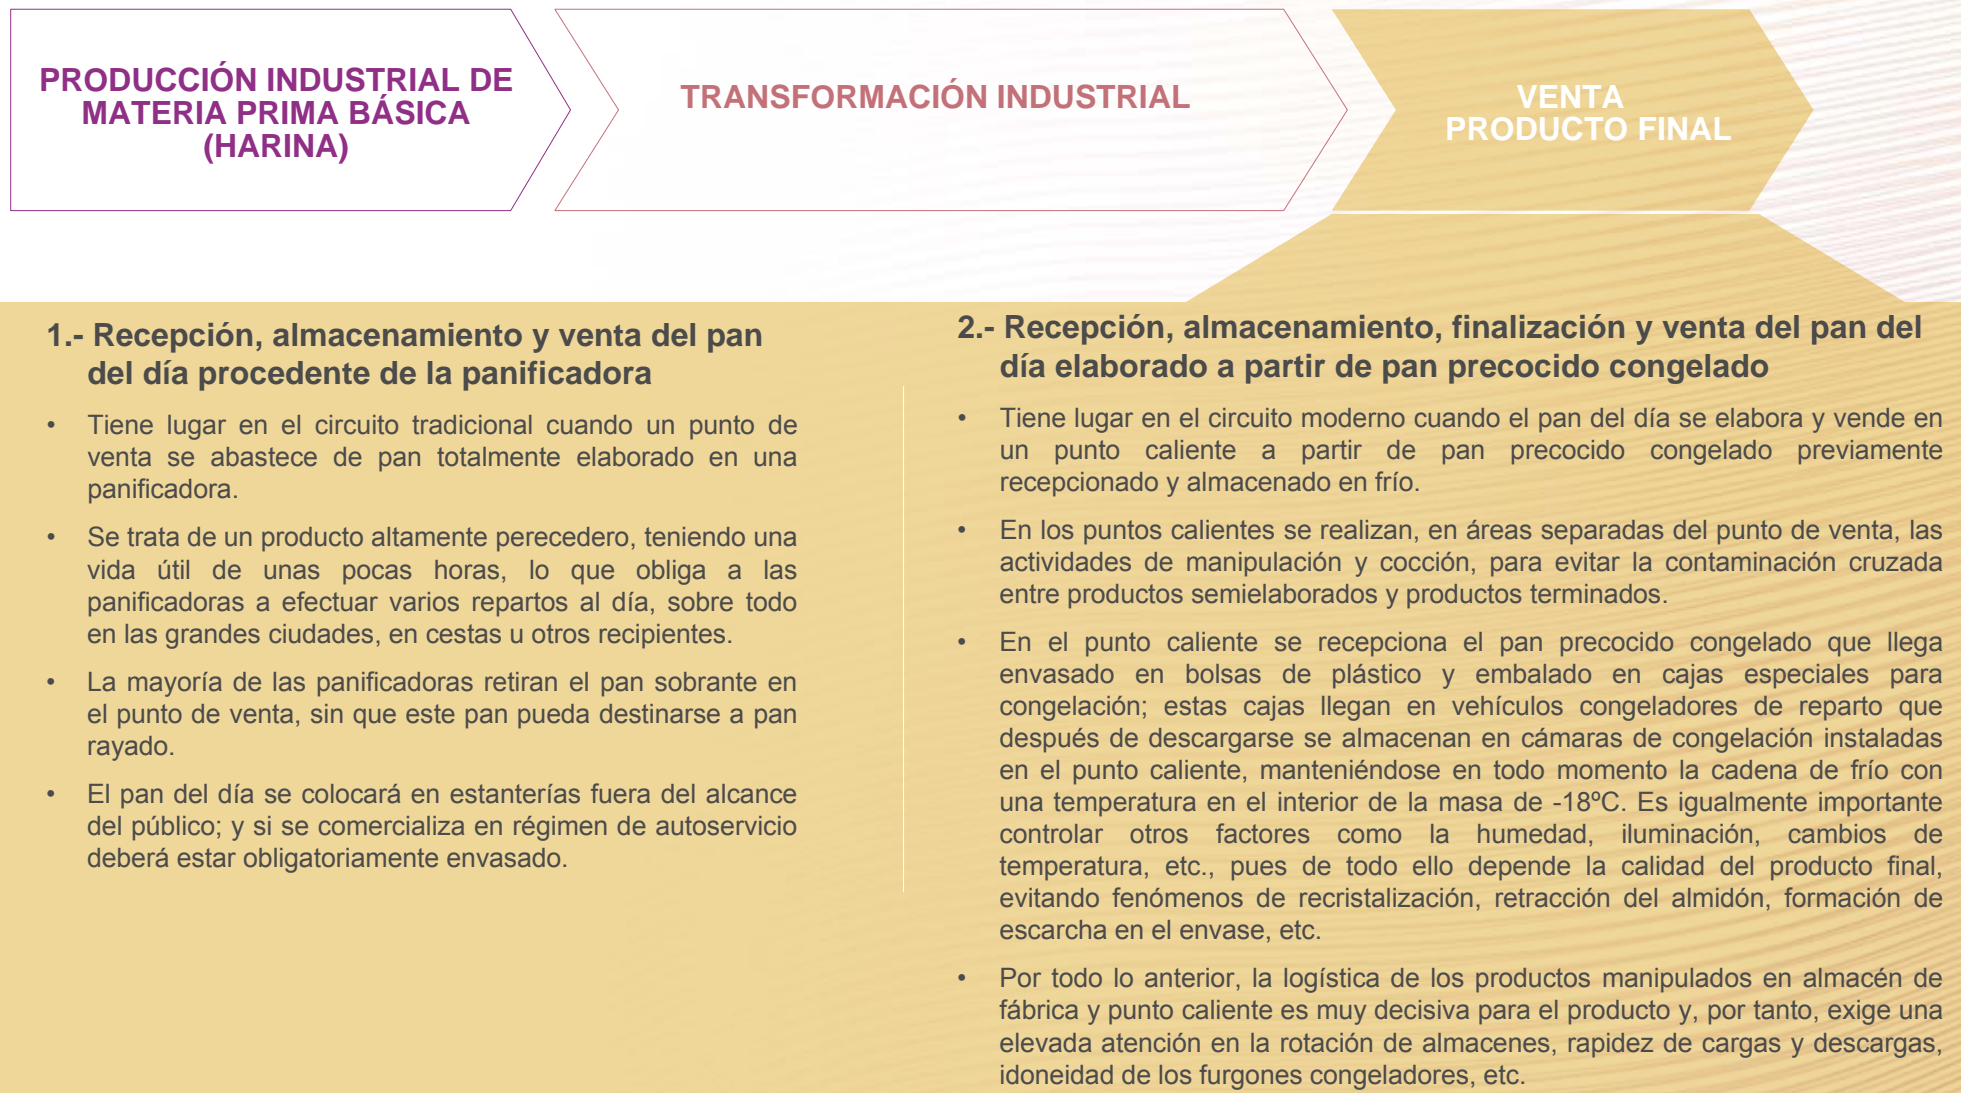 PRODUCCIÓN INDUSTRIAL DE
MATERIA PRIMA BÁSICA
(HARINA)
TRANSFORMACIÓN INDUSTRIAL
VENTA
PRODUCTO FINAL
1.- Recepción, almacenamiento y venta del pan
del día procedente de la panificadora
• Tiene lugar en el circuito tradicional cuando un punto de
venta se abastece de pan totalmente elaborado en una
panificadora.
• Se trata de un producto altamente perecedero, teniendo una
vida útil de unas pocas horas, lo que obliga a las
panificadoras a efectuar varios repartos al día, sobre todo
en las grandes ciudades, en cestas u otros recipientes.
• La mayoría de las panificadoras retiran el pan sobrante en
el punto de venta, sin que este pan pueda destinarse a pan
rayado.
• El pan del día se colocará en estanterías fuera del alcance
del público; y si se comercializa en régimen de autoservicio
deberá estar obligatoriamente envasado.
2.- Recepción, almacenamiento, finalización y venta del pan del
día elaborado a partir de pan precocido congelado
• Tiene lugar en el circuito moderno cuando el pan del día se elabora y vende en
un punto caliente a partir de pan precocido congelado previamente
recepcionado y almacenado en frío.
• En los puntos calientes se realizan, en áreas separadas del punto de venta, las
actividades de manipulación y cocción, para evitar la contaminación cruzada
entre productos semielaborados y productos terminados.
• En el punto caliente se recepciona el pan precocido congelado que llega
envasado en bolsas de plástico y embalado en cajas especiales para
congelación; estas cajas llegan en vehículos congeladores de reparto que
después de descargarse se almacenan en cámaras de congelación instaladas
en el punto caliente, manteniéndose en todo momento la cadena de frío con
una temperatura en el interior de la masa de -18ºC. Es igualmente importante
controlar otros factores como la humedad, iluminación, cambios de
temperatura, etc., pues de todo ello depende la calidad del producto final,
evitando fenómenos de recristalización, retracción del almidón, formación de
escarcha en el envase, etc.
• Por todo lo anterior, la logística de los productos manipulados en almacén de
fábrica y punto caliente es muy decisiva para el producto y, por tanto, exige una
elevada atención en la rotación de almacenes, rapidez de cargas y descargas,
idoneidad de los furgones congeladores, etc.